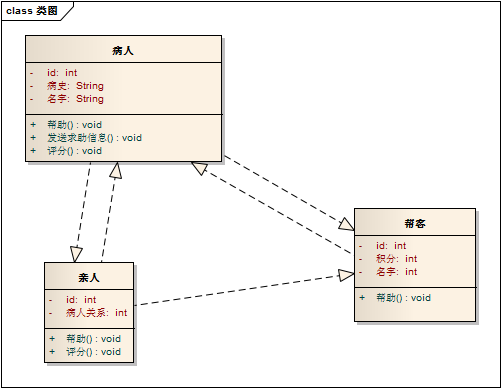 class 类图
病人
- id: int
- 病史: String
- 名字: String
+ 帮助() : void
+ 发送求助信息() : void
+ 评分() : void
帮客
- id: int
- 积分: int
- 名字: int
+ 帮助() : void
亲人
- id: int
- 病人关系: int
+ 帮助() : void
+ 评分() : void